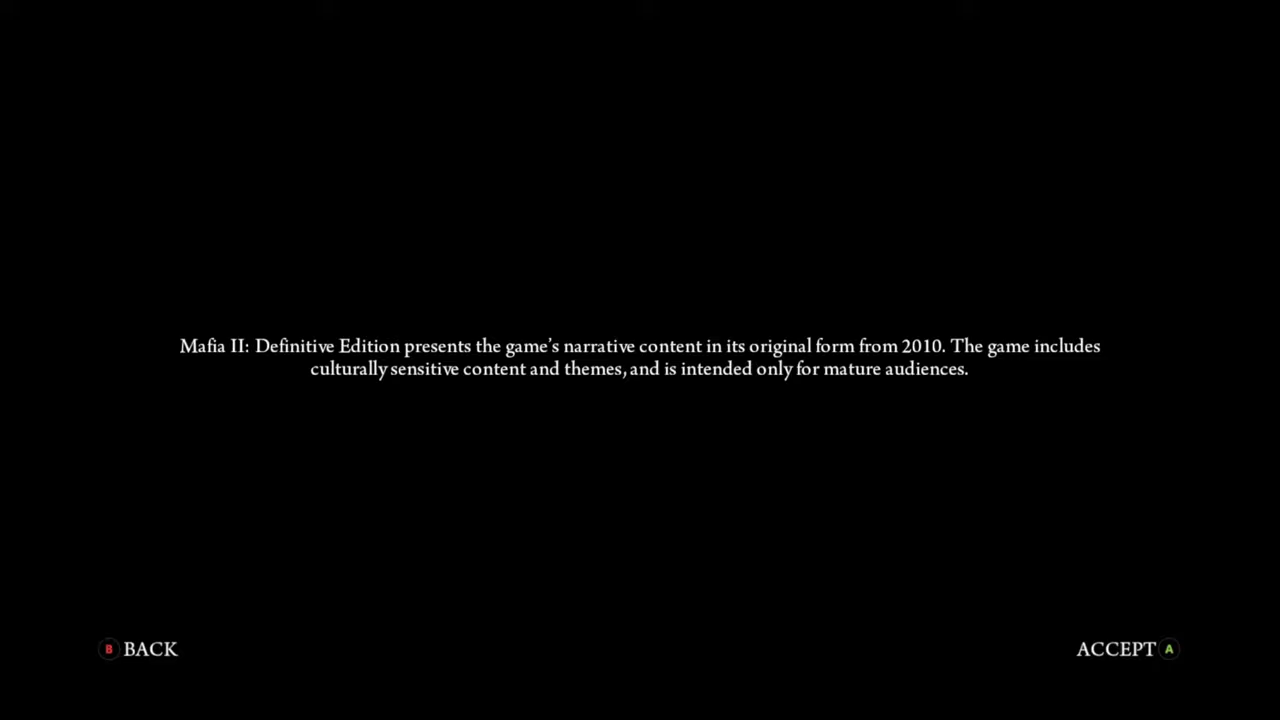 Mafia II: Definitive Edition presents the game's narrative content in its original form from 2010. The game includes
culturally sensitive content and themes, and is intended only for mature audiences.
B BACK
ACCEPT A